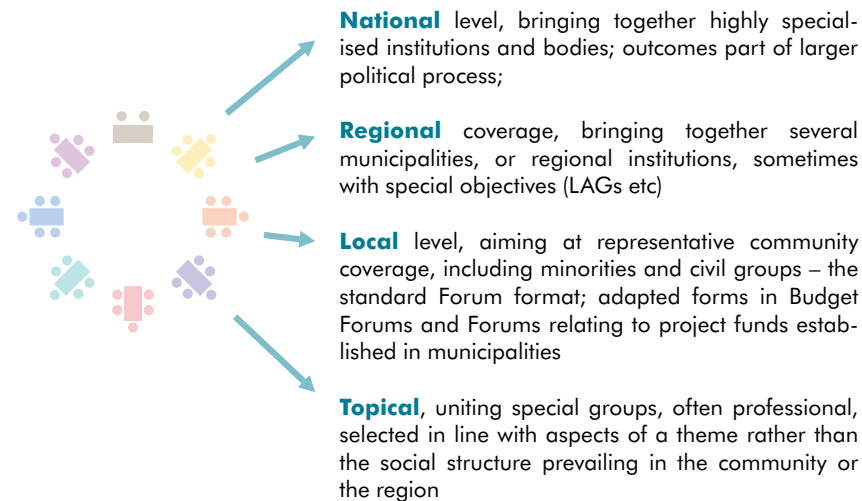 National level, bringing together highly special-
ised institutions and bodies; outcomes part of larger
political process;
Regional coverage, bringing together several
municipalities, or regional institutions, sometimes
with special objectives (LAGs etc)
Local level, aiming at representative community
coverage, including minorities and civil groups – the
standard Forum format; adapted forms in Budget
Forums and Forums relating to project funds estab-
lished in municipalities
Topical, uniting special groups, often professional,
selected in line with aspects of a theme rather than
the social structure prevailing in the community or
the region